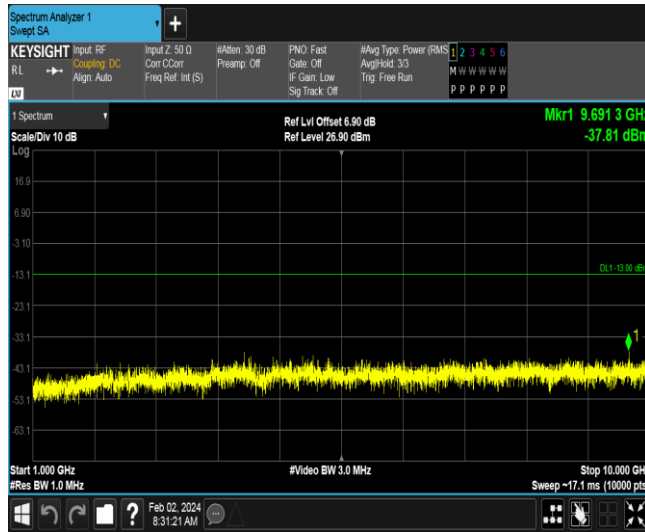 Spectrum Analyzer 1
Swept SA
+
KEYSIGHT Input: RF Input Z: 50 Ω #Atten: 30 dB PNO: Fast #Avg Type: Power (RMS 1 2 3 4 5 6
RL Coupling: DC Corr CCorr Preamp: Off Gate: Off Avg|Hold: 3/3 M W W W W W
Align: Auto Freq Ref: Int (S) IF Gain: Low Trig: Free Run
LXI Sig Track: Off P P P P P P
1 Spectrum Ref Lvl Offset 6.90 dB Mkr1 9.691 3 GHz
Scale/Div 10 dB Ref Level 26.90 dBm -37.81 dBm
Log
16.9
6.90
-3.10
DL1 -13.00 dBm
-13.1
-23.1
-33.1
1
-43.1
-53.1
-63.1
Start 1.000 GHz #Video BW 3.0 MHz Stop 10.000 GHz
#Res BW 1.0 MHz Sweep ~17.1 ms (10000 pts)
? Feb 02, 2024
8:31:21 AM